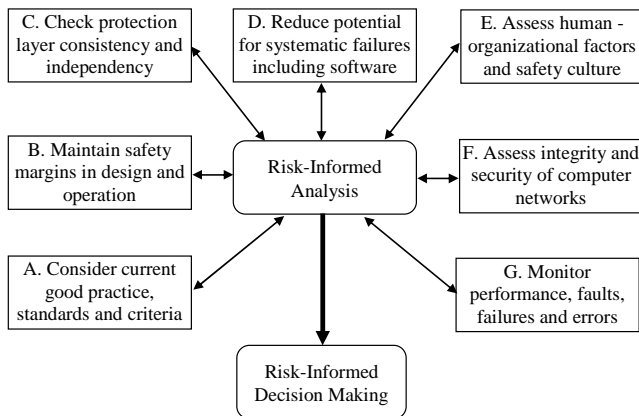 C. Check protection
layer consistency and
independency
D. Reduce potential
for systematic failures
including software
E. Assess human -
organizational factors
and safety culture
B. Maintain safety
margins in design and
operation
Risk-Informed
Analysis
F. Assess integrity and
security of computer
networks
A. Consider current
good practice,
standards and criteria
G. Monitor
performance, faults,
failures and errors
Risk-Informed
Decision Making